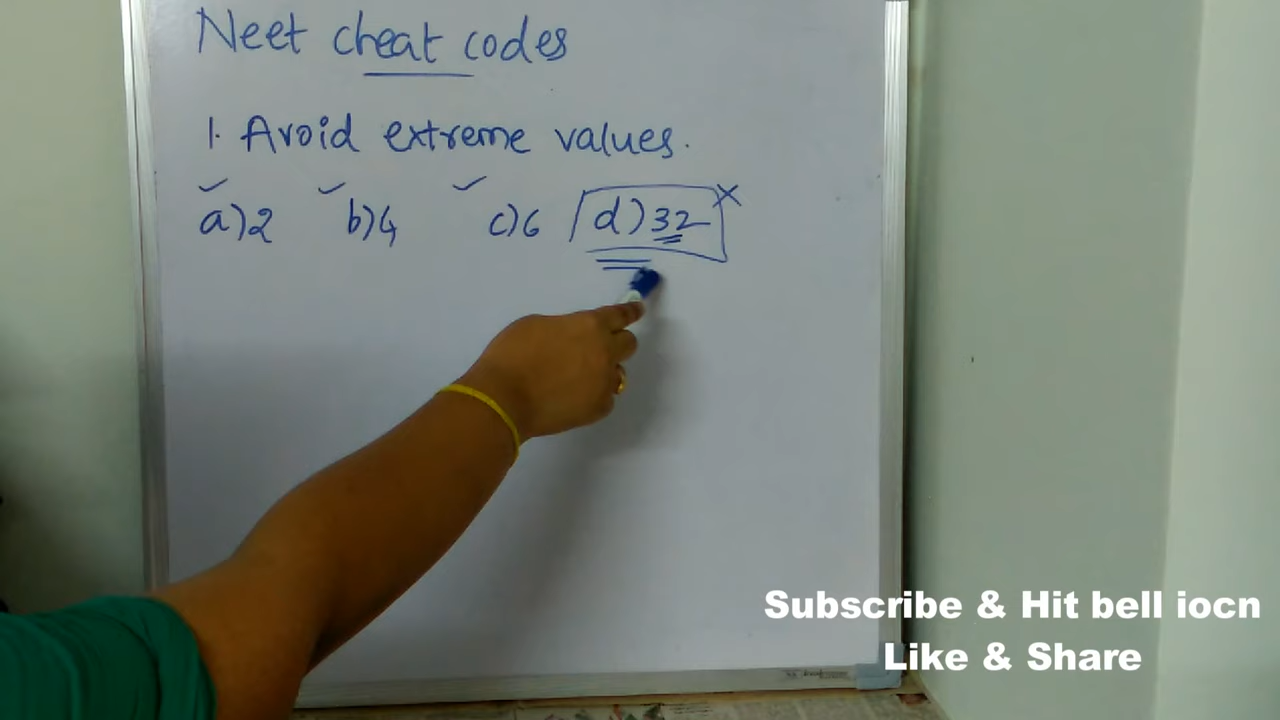 Neet cheat codes
1. Avoid extreme values.
a) 2 b) 4 c) 6 d) 32
Subscribe & Hit bell iocn
Like & Share